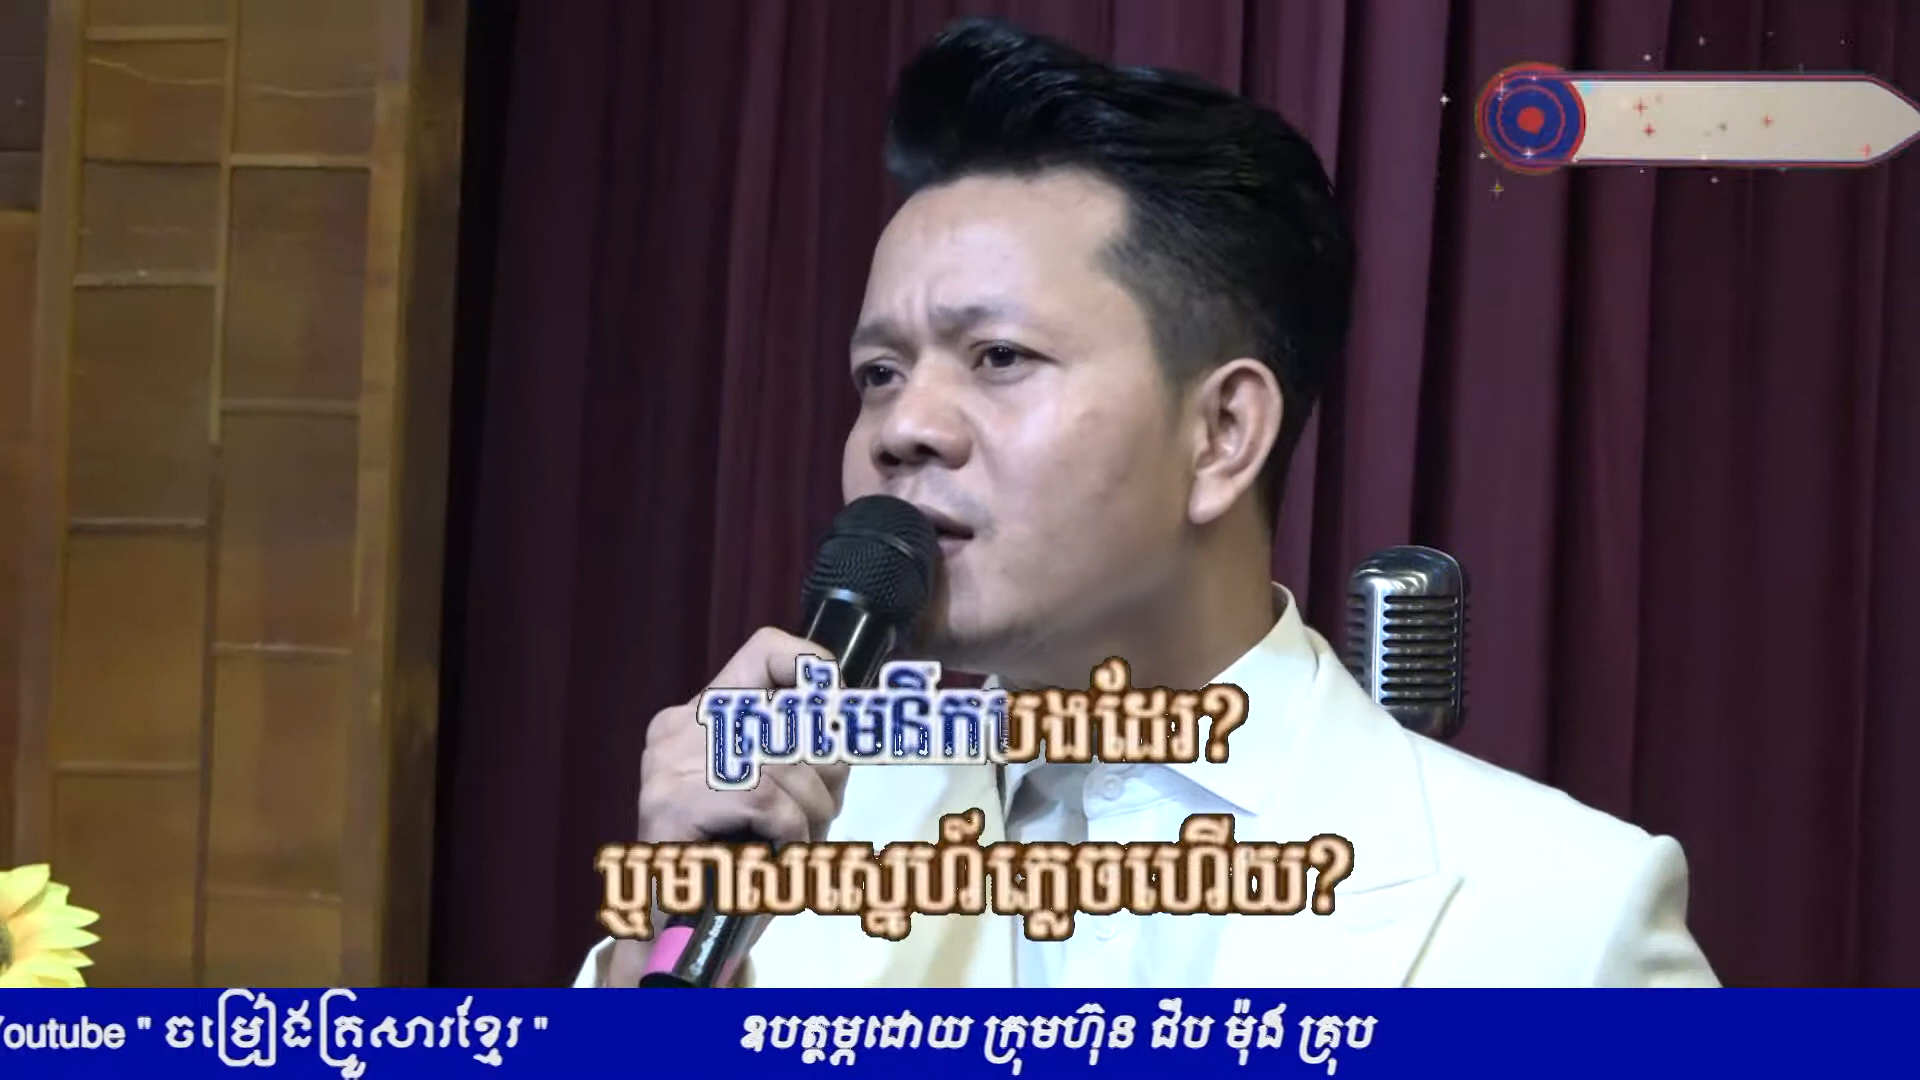 ស្រមៃនឹកបងដែរ?
ឬមាសស្នេហ៍ភ្លេចហើយ?
Youtube " ចម្រៀងគ្រួសារខ្មែរ "
ឧបត្ថម្ភដោយ ក្រុមហ៊ុន ជីប ម៉ុង គ្រុប